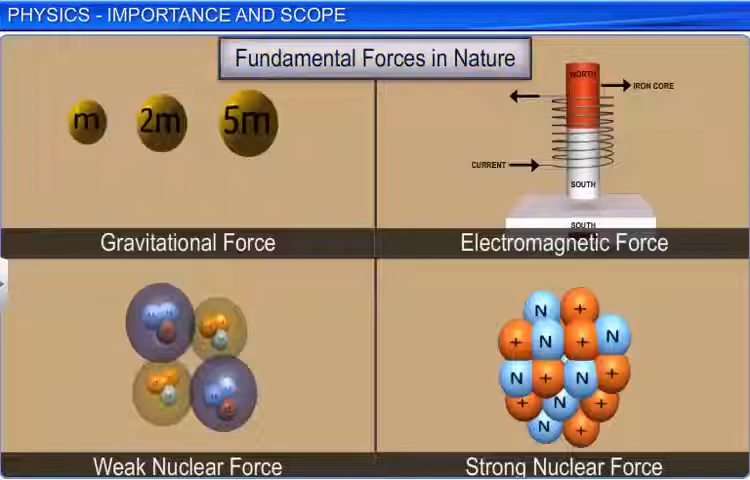 PHYSICS - IMPORTANCE AND SCOPE
Fundamental Forces in Nature
m 2m 5m
NORTH
IRON CORE
CURRENT
SOUTH
SOUTH
Gravitational Force
Electromagnetic Force
N +
+ N + N
N + N +
+ N +
N +
Weak Nuclear Force
Strong Nuclear Force